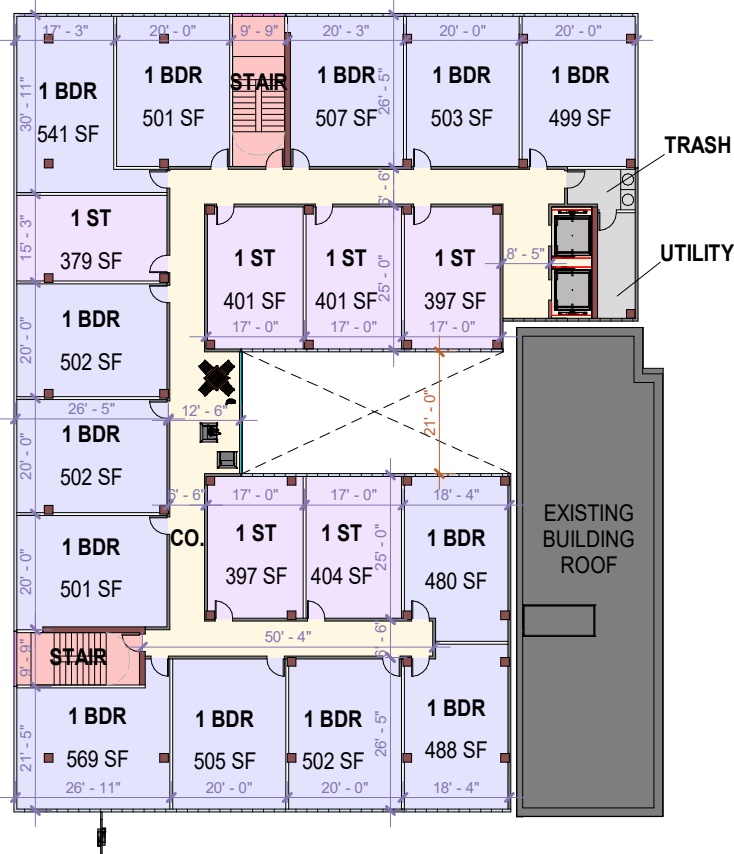 17' - 3"
20' - 0"
9' - 9"
20' - 3"
20' - 0"
20' - 0"
1 BDR
541 SF
30' - 11"
1 BDR
501 SF
STAIR
1 BDR
507 SF
26' - 5"
1 BDR
503 SF
1 BDR
499 SF
TRASH
UTILITY
6' - 6"
1 ST
379 SF
15' - 3"
1 ST
401 SF
17' - 0"
1 ST
401 SF
17' - 0"
25' - 0"
1 ST
397 SF
17' - 0"
8' - 5"
1 BDR
502 SF
20' - 0"
26' - 5"
12' - 6"
21' - 0"
1 BDR
502 SF
20' - 0"
6' - 6"
17' - 0"
17' - 0"
18' - 4"
CO.
1 BDR
501 SF
20' - 0"
1 ST
397 SF
1 ST
404 SF
25' - 0"
1 BDR
480 SF
EXISTING
BUILDING
ROOF
50' - 4"
6' - 6"
STAIR
9' - 9"
1 BDR
569 SF
21' - 5"
26' - 11"
1 BDR
505 SF
20' - 0"
1 BDR
502 SF
20' - 0"
26' - 5"
1 BDR
488 SF
18' - 4"